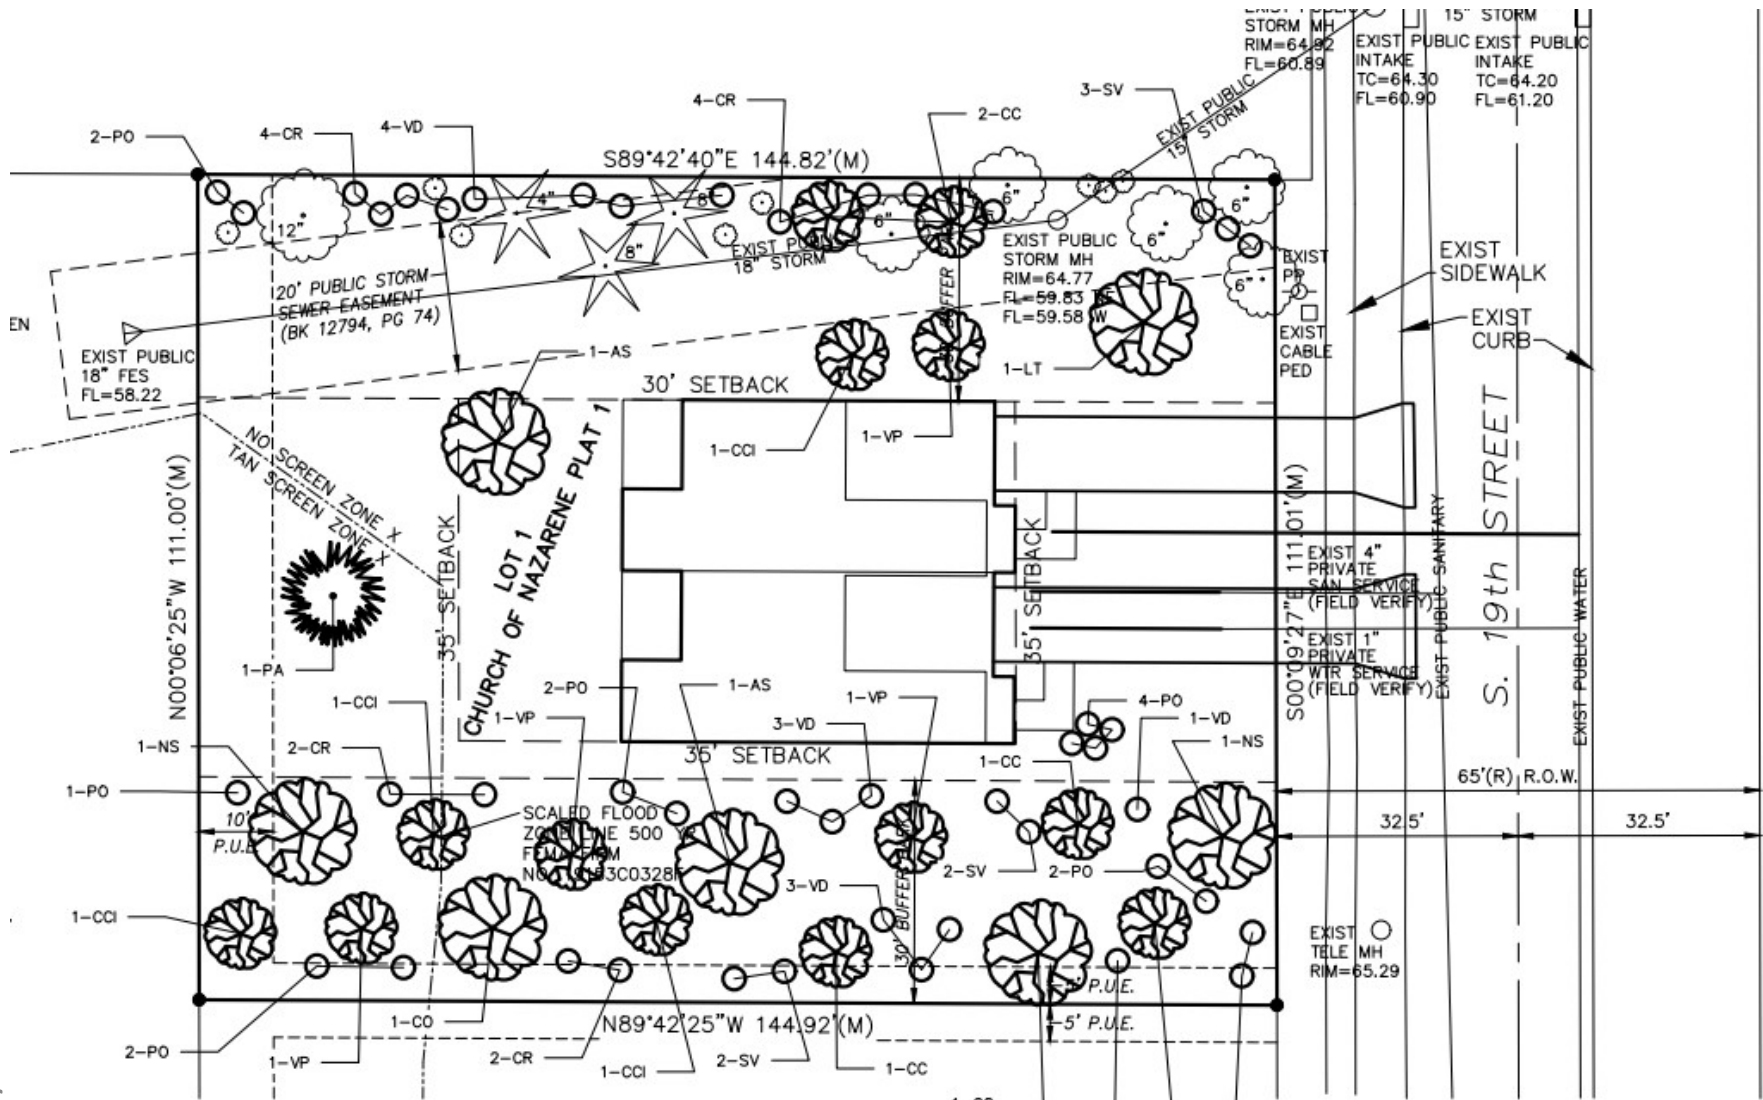 EXIST PUBLIC
STORM MH
RIM=64.92
FL=60.89
15" STORM
EXIST PUBLIC
INTAKE
TC=64.30
FL=60.90
EXIST PUBLIC
INTAKE
TC=64.20
FL=61.20
2-PO
4-CR
4-VD
4-CR
2-CC
3-SV
EXIST PUBLIC
15" STORM
S89°42'40"E 144.82'(M)
12"
4"
8"
8"
6"
6"
6"
6"
6"
EXIST PUBLIC
18" STORM
EXIST PUBLIC
STORM MH
RIM=64.77
FL=59.83 NE
FL=59.58 W
EXIST
PP
EXIST
CABLE
PED
EXIST
SIDEWALK
EXIST
CURB
20' PUBLIC STORM
SEWER EASEMENT
(BK 12794, PG 74)
EN
EXIST PUBLIC
18" FES
FL=58.22
1-AS
30' SETBACK
1-LT
1-CCI
1-VP
NO SCREEN ZONE X
TAN SCREEN ZONE X
N00°06'25"W 111.00'(M)
35' SETBACK
LOT 1
CHURCH OF NAZARENE PLAT 1
35' SETBACK
S00°09'27"E 111.01'(M)
EXIST 4"
PRIVATE
SAN SERVICE
(FIELD VERIFY)
EXIST 1"
PRIVATE
WTR SERVICE
(FIELD VERIFY)
EXIST PUBLIC SANITARY
S. 19th STREET
EXIST PUBLIC WATER
1-PA
1-CCI
2-PO
1-AS
1-VP
1-VP
3-VD
4-PO
1-VD
1-NS
1-NS
2-CR
35' SETBACK
1-CC
1-PO
65'(R) R.O.W.
32.5'
32.5'
10'
P.U.E.
SCALED FLOOD
ZONE LINE 500 YR
FEMA FIRM
2-SV
2-PO
3-VD
1-CCI
EXIST
TELE MH
RIM=65.29
5' P.U.E.
5' P.U.E.
1-CO
N89°42'25"W 144.92'(M)
2-PO
1-VP
2-CR
1-CCI
2-SV
1-CC